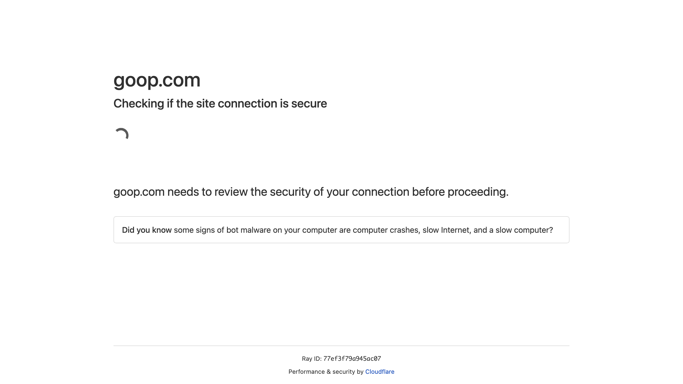 goop.com
Checking if the site connection is secure
goop.com needs to review the security of your connection before proceeding.
Did you know some signs of bot malware on your computer are computer crashes, slow Internet, and a slow computer?
Ray ID: 77ef3f79a945ac07
Performance & security by Cloudflare